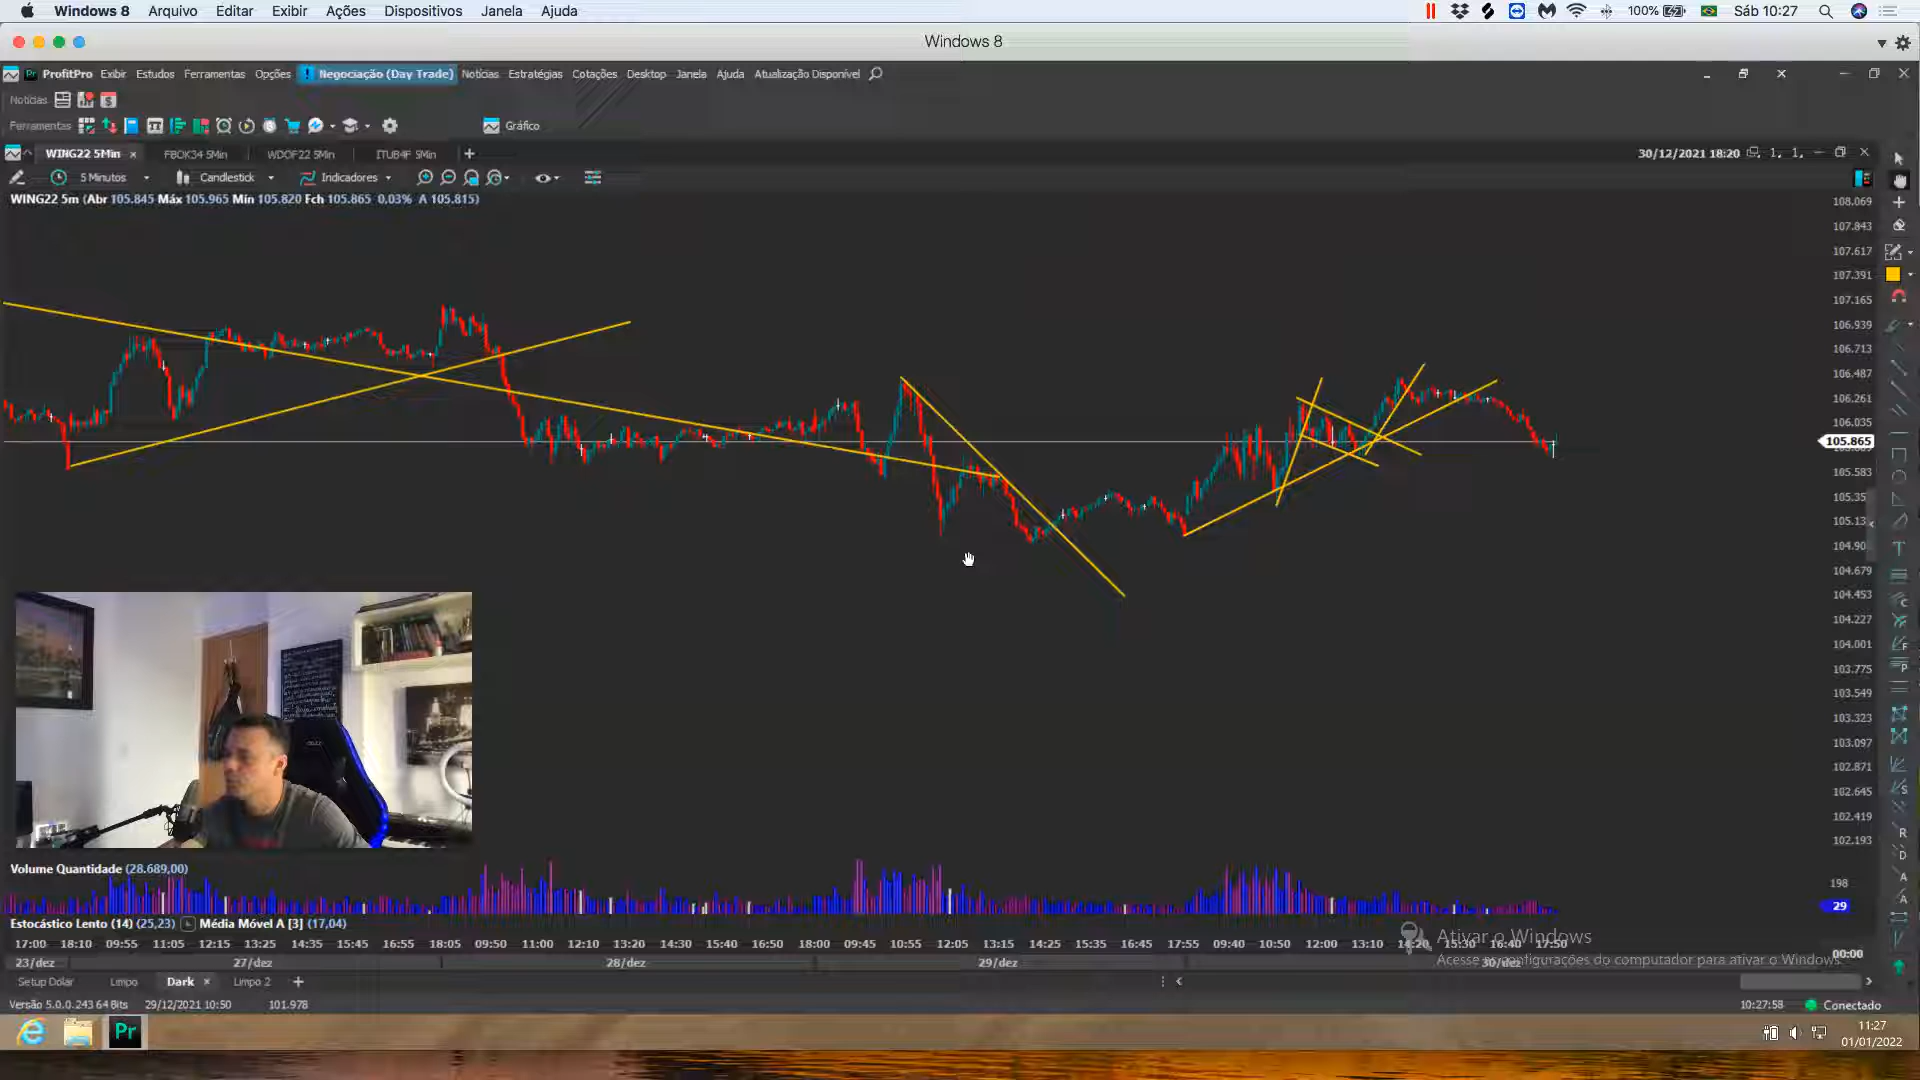 Windows 8 Arquivo Editar Exibir Ações Dispositivos Janela Ajuda 100% Sáb 10:27
Windows 8
ProfitPro Exibir Estudos Ferramentas Opções Negociação (Day Trade) Notícias Estratégias Cotações Desktop Janela Ajuda Atualização Disponível
Notícias
Ferramentas Gráfico
WING22 5Min FBOK34 5Min WDOF22 5Min ITUB4F 5Min 30/12/2021 18:20
5 Minutos Candlestick Indicadores
WING22 5m (Abr 105.845 Máx 105.965 Mín 105.820 Fch 105.865 0,03% A 105.815)
108.069
107.843
107.617
107.391
107.165
106.939
106.713
106.487
106.261
106.035
105.865
105.583
105.35
105.13
104.90
104.679
104.453
104.227
104.001
103.775
103.549
103.323
103.097
102.871
102.645
102.419
102.193
Volume Quantidade (28.689,00)
198
29
Estocástico Lento (14) (25,23) Média Móvel A [3] (17,04)
Ativar o Windows
17:00 18:10 09:55 11:05 12:15 13:25 14:35 15:45 16:55 18:05 09:50 11:00 12:10 13:20 14:30 15:40 16:50 18:00 09:45 10:55 12:05 13:15 14:25 15:35 16:45 17:55 09:40 10:50 12:00 13:10 14:20 15:30 16:40 17:50
00:00
Acesse as configurações do computador para ativar o Windows.
23/dez 27/dez 28/dez 29/dez 30/dez
Setup Dolar Limpo Dark Limpo 2
Versão 5.0.0.243 64 Bits 29/12/2021 10:50 101.978 10:27:58 Conectado
Pr
11:27
01/01/2022